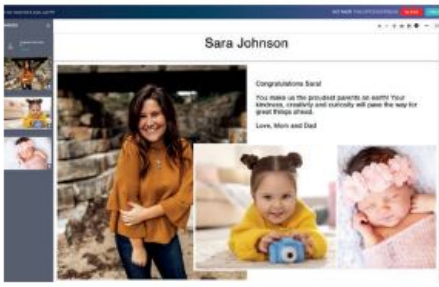 Sara Johnson
Congratulations Sara!
You make us the proudest parents on earth! Your
kindness, creativity and curiosity will pave the way for
great things ahead.
Love, Mom and Dad